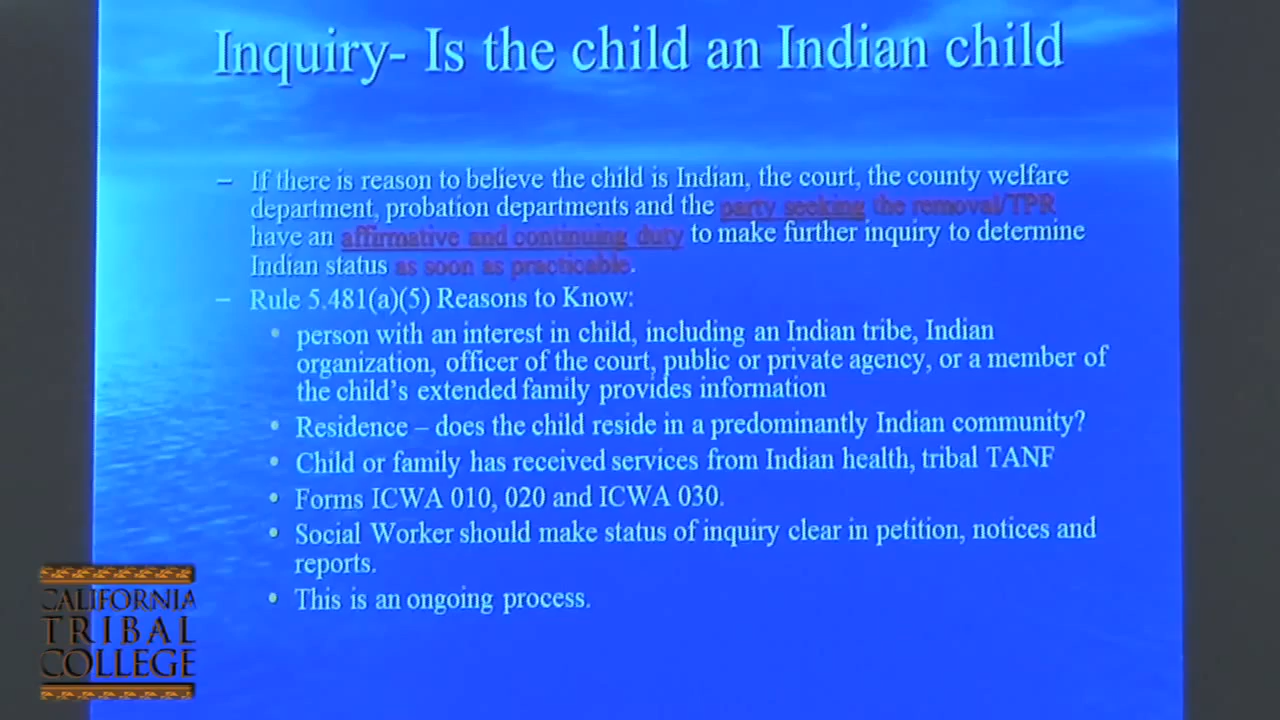 Inquiry- Is the child an Indian child
– If there is reason to believe the child is Indian, the court, the county welfare
department, probation departments and the party seeking the removal/TPR
have an affirmative and continuing duty to make further inquiry to determine
Indian status as soon as practicable.
– Rule 5.481(a)(5) Reasons to Know:
• person with an interest in child, including an Indian tribe, Indian
organization, officer of the court, public or private agency, or a member of
the child's extended family provides information
• Residence – does the child reside in a predominantly Indian community?
• Child or family has received services from Indian health, tribal TANF
• Forms ICWA 010, 020 and ICWA 030.
• Social Worker should make status of inquiry clear in petition, notices and
reports.
• This is an ongoing process.
CALIFORNIA
TRIBAL
COLLEGE